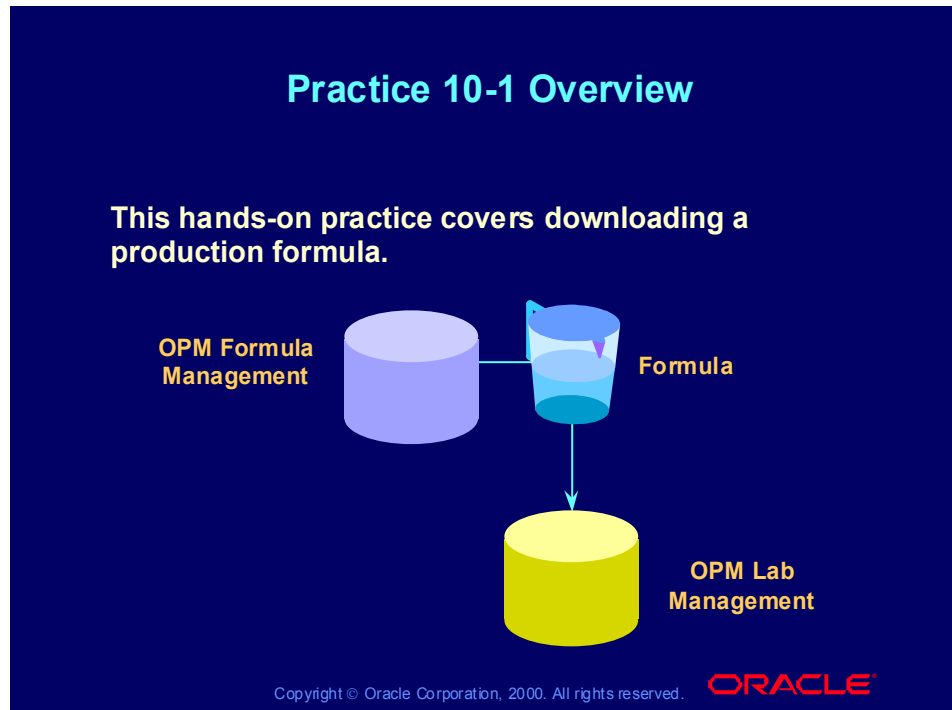 Practice 10-1 Overview
This hands-on practice covers downloading a
production formula.
OPM Formula
Management
Formula
OPM Lab
Management
Copyright © Oracle Corporation, 2000. All rights reserved.
ORACLE®